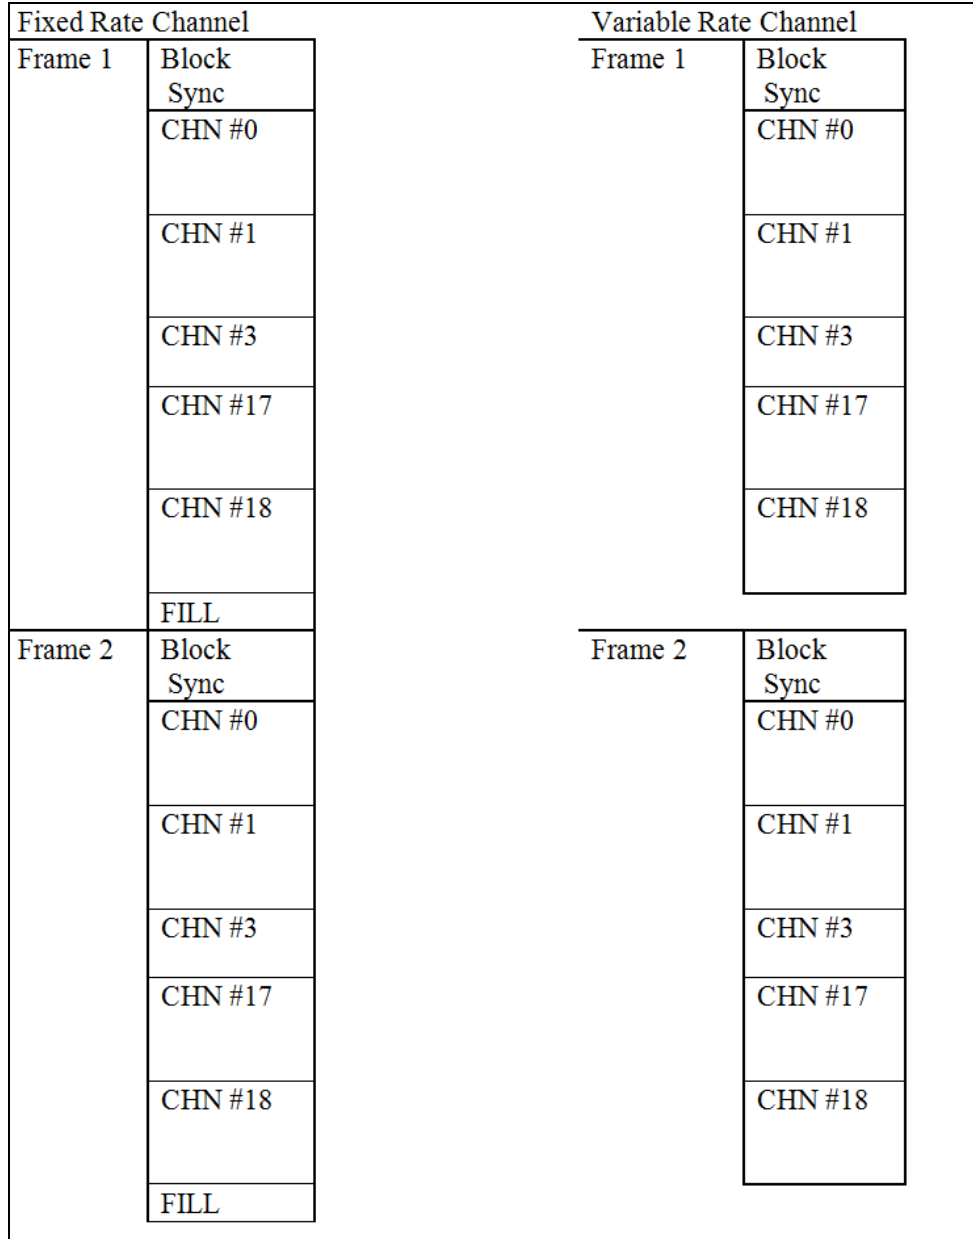 Fixed Rate Channel
Frame 1
Block
Sync
CHN #0
CHN #1
CHN #3
CHN #17
CHN #18
FILL
Frame 2
Block
Sync
CHN #0
CHN #1
CHN #3
CHN #17
CHN #18
FILL
Variable Rate Channel
Frame 1
Block
Sync
CHN #0
CHN #1
CHN #3
CHN #17
CHN #18
Frame 2
Block
Sync
CHN #0
CHN #1
CHN #3
CHN #17
CHN #18